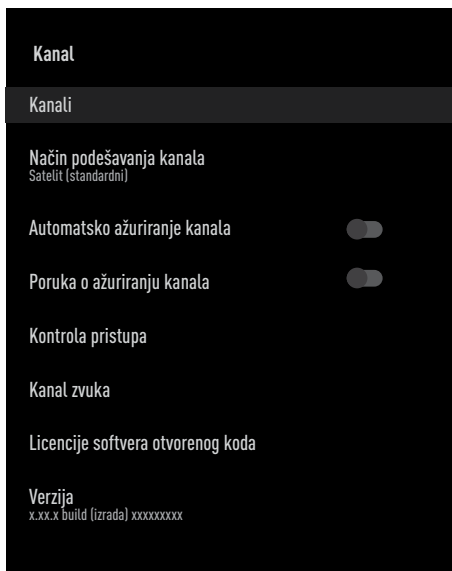 Kanal
Kanali
Način podešavanja kanala
Satelit (standardni)
Automatsko ažuriranje kanala
Poruka o ažuriranju kanala
Kontrola pristupa
Kanal zvuka
Licencije softvera otvorenog koda
Verzija
x.xx.x build (izrada) xxxxxxxxx